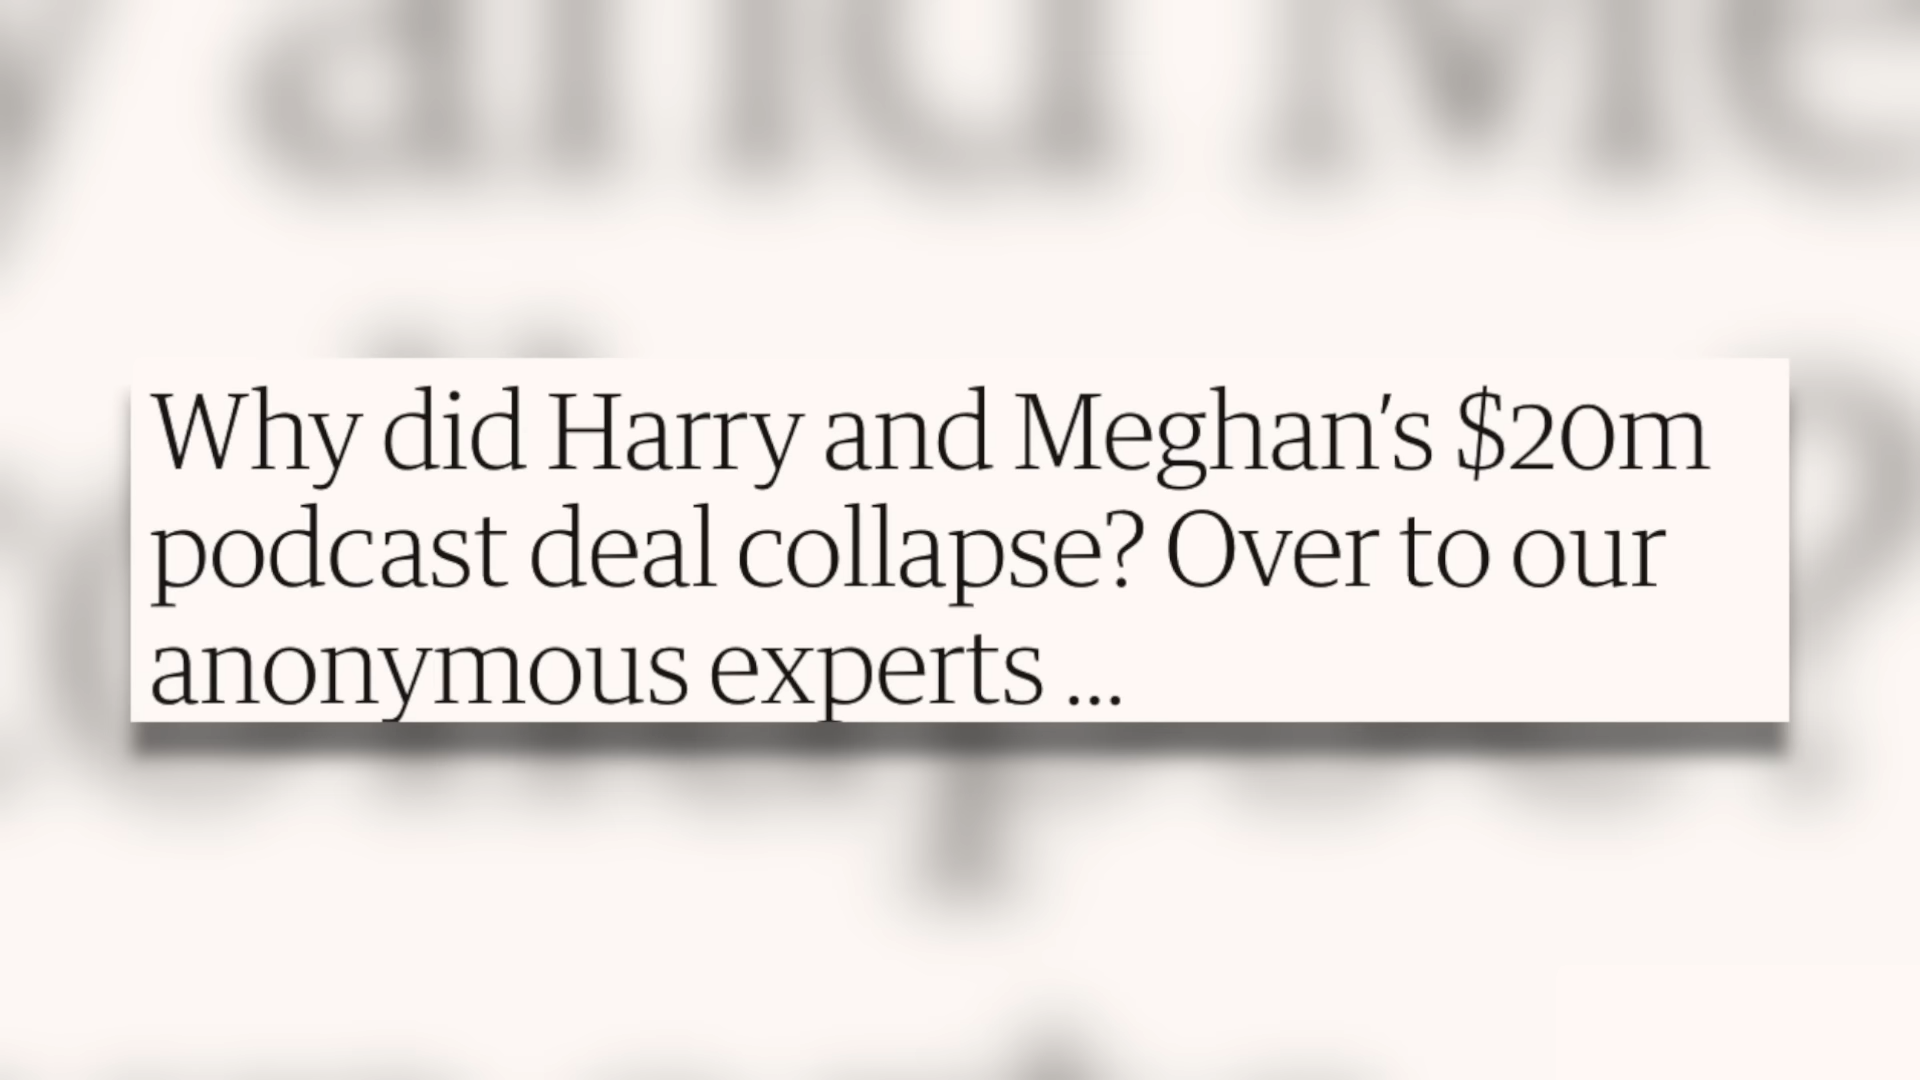 Why did Harry and Meghan's $20m
podcast deal collapse? Over to our
anonymous experts ...